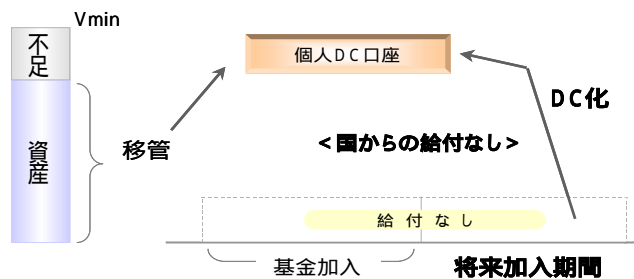 Vmin
不足
個人DC口座
DC化
資産
移管
＜国からの給付なし＞
給付なし
基金加入
将来加入期間